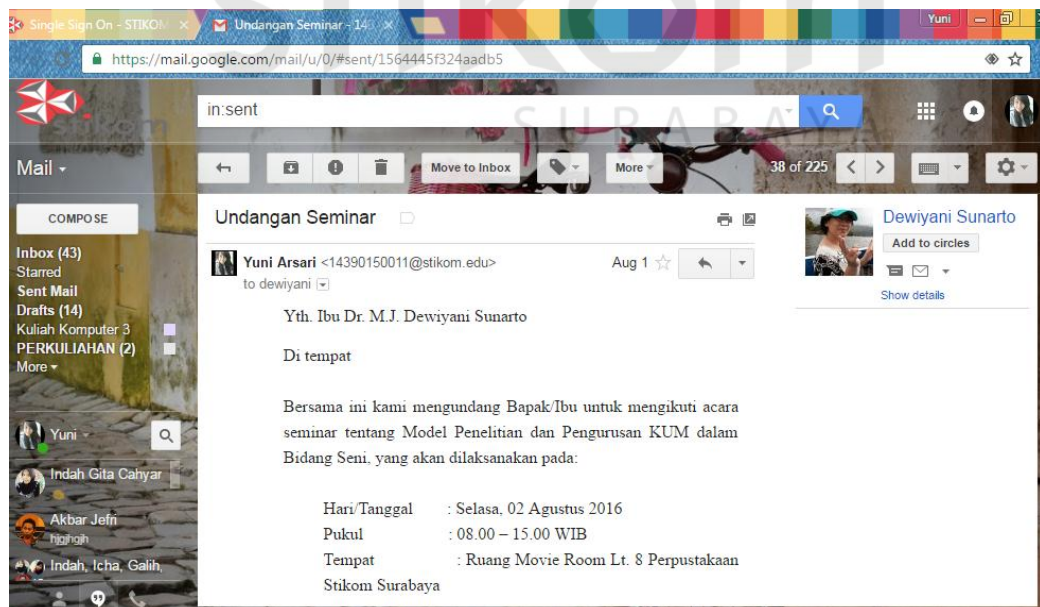 Single Sign On - STIKOM
Undangan Seminar - 143
Yuni
https://mail.google.com/mail/u/0/#sent/1564445f324aadb5
stikom
SURABAYA
in:sent
Mail
Move to Inbox
More
38 of 225
COMPOSE
Inbox (43)
Starred
Sent Mail
Drafts (14)
Kuliah Komputer 3
PERKULIAHAN (2)
More
Yuni
Indah Gita Cahyar
Akbar Jefri
hjgjhgjh
Indah, Icha, Galih,
Undangan Seminar
Yuni Arsari <14390150011@stikom.edu>
Aug 1
to dewiyani
Yth. Ibu Dr. M.J. Dewiyani Sunarto
Di tempat
Bersama ini kami mengundang Bapak/Ibu untuk mengikuti acara
seminar tentang Model Penelitian dan Pengurusan KUM dalam
Bidang Seni, yang akan dilaksanakan pada:
Hari/Tanggal : Selasa, 02 Agustus 2016
Pukul : 08.00 – 15.00 WIB
Tempat : Ruang Movie Room Lt. 8 Perpustakaan
Stikom Surabaya
Dewiyani Sunarto
Add to circles
Show details